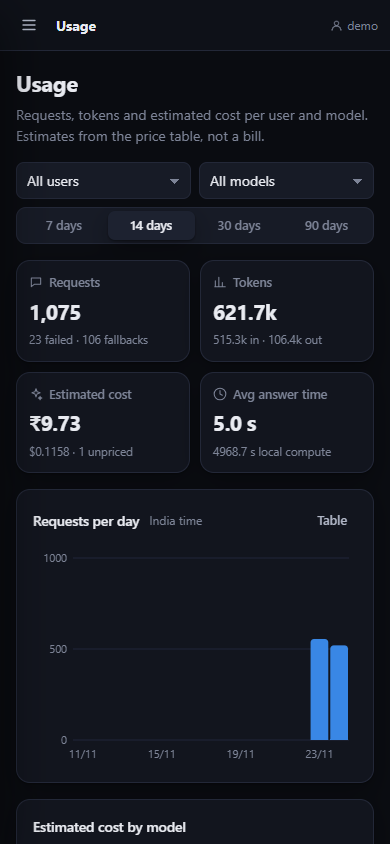 Usage
demo
Usage
Requests, tokens and estimated cost per user and model.
Estimates from the price table, not a bill.
All users
All models
7 days
14 days
30 days
90 days
Requests
1,075
23 failed · 106 fallbacks
Tokens
621.7k
515.3k in · 106.4k out
Estimated cost
₹9.73
$0.1158 · 1 unpriced
Avg answer time
5.0 s
4968.7 s local compute
Requests per day India time
Table
1000
500
0
11/11 15/11 19/11 23/11
Estimated cost by model